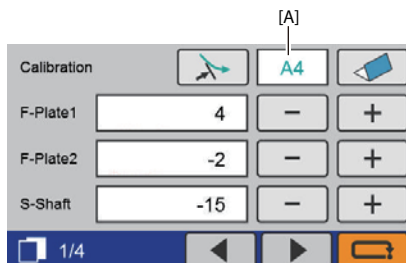 [A]
Calibration A4
F-Plate1 4 − +
F-Plate2 -2 − +
S-Shaft -15 − +
1/4